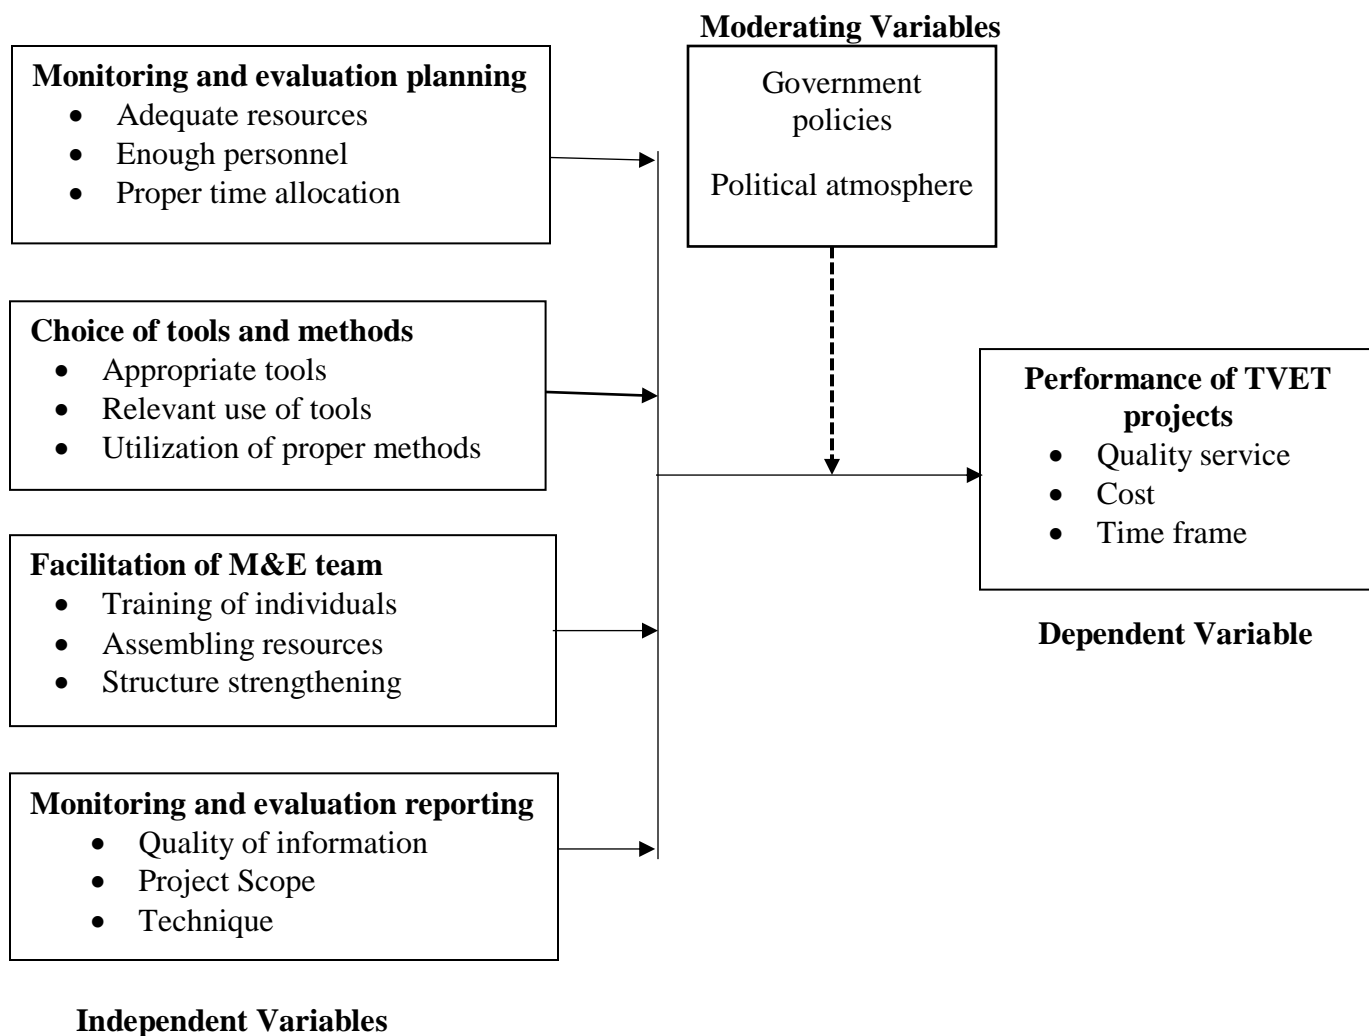 Moderating Variables
Monitoring and evaluation planning
• Adequate resources
• Enough personnel
• Proper time allocation
Government
policies
Political atmosphere
Choice of tools and methods
• Appropriate tools
• Relevant use of tools
• Utilization of proper methods
Performance of TVET
projects
• Quality service
• Cost
• Time frame
Facilitation of M&E team
• Training of individuals
• Assembling resources
• Structure strengthening
Dependent Variable
Monitoring and evaluation reporting
• Quality of information
• Project Scope
• Technique
Independent Variables